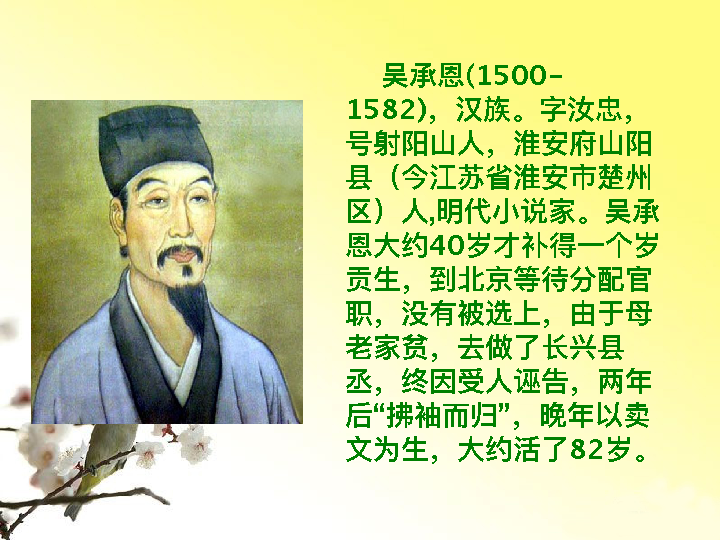 吴承恩(1500–
1582)，汉族。字汝忠，
号射阳山人，淮安府山阳
县（今江苏省淮安市楚州
区）人,明代小说家。吴承
恩大约40岁才补得一个岁
贡生，到北京等待分配官
职，没有被选上，由于母
老家贫，去做了长兴县
丞，终因受人诬告，两年
后“拂袖而归”，晚年以卖
文为生，大约活了82岁。